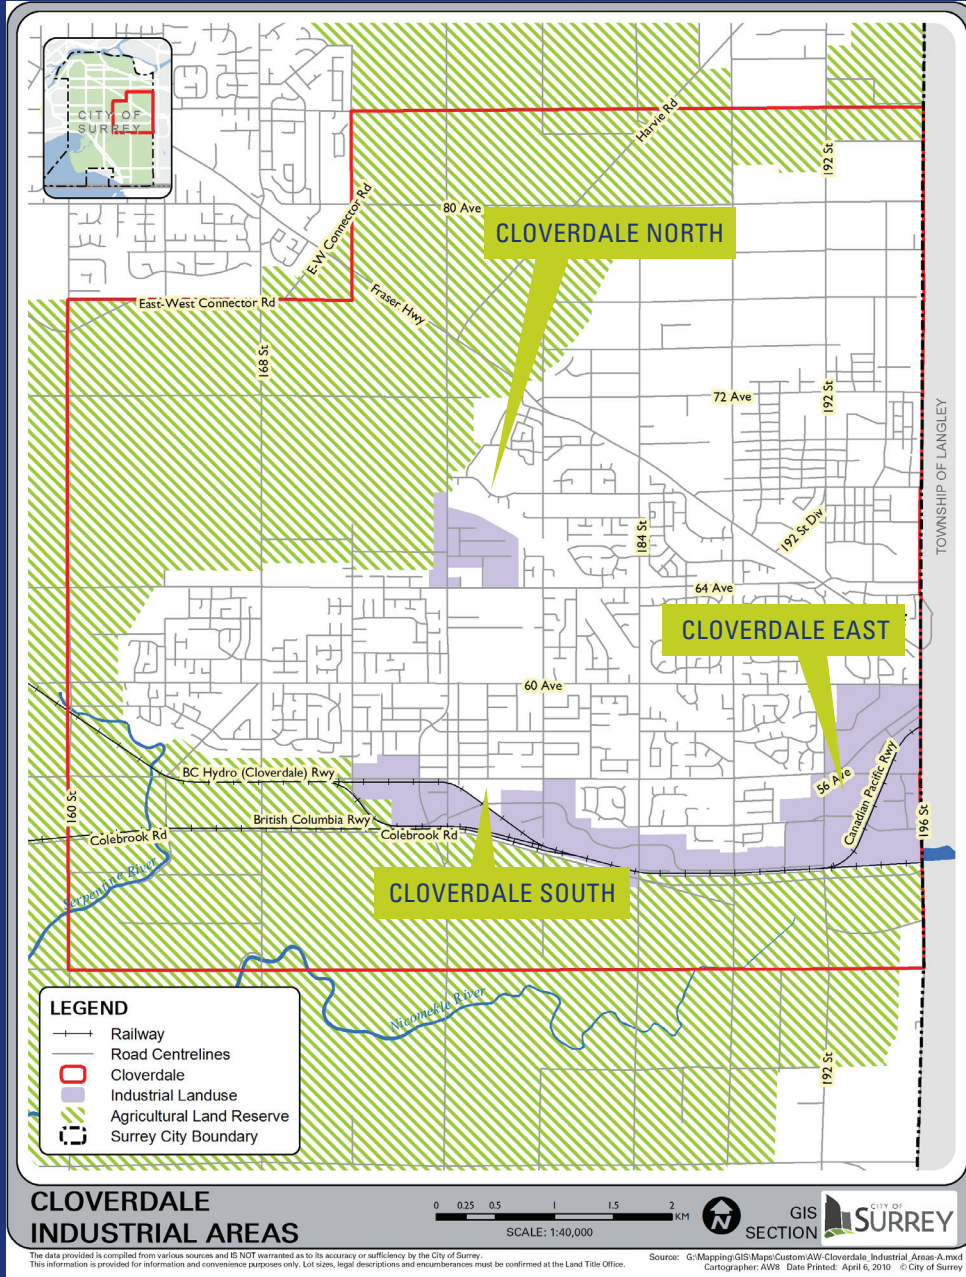 CITY OF
SURREY
Harvie Rd
192 St
80 Ave
E-W Connector Rd
CLOVERDALE NORTH
East-West Connector Rd
Fraser Hwy
168 St
72 Ave
192 St
TOWNSHIP OF LANGLEY
184 St
192 St Div
64 Ave
CLOVERDALE EAST
60 Ave
BC Hydro (Cloverdale) Rwy
56 Ave
Canadian Pacific Rwy
160 St
British Columbia Rwy
196 St
Colebrook Rd
Colebrook Rd
Serpentine River
CLOVERDALE SOUTH
Nicomekle River
192 St
LEGEND
Railway
Road Centrelines
Cloverdale
Industrial Landuse
Agricultural Land Reserve
Surrey City Boundary
CLOVERDALE
INDUSTRIAL AREAS
0 0.25 0.5 1 1.5 2
KM
SCALE: 1:40,000
N
GIS
SECTION
CITY OF
SURREY
The data provided is compiled from various sources and IS NOT warranted as to its accuracy or sufficiency by the City of Surrey.
This information is provided for information and convenience purposes only. Lot sizes, legal descriptions and encumbrances must be confirmed at the Land Title Office.
Source: G:\Mapping\GIS\Maps\Custom\AW-Cloverdale_Industrial_Areas-A.mxd
Cartographer: AW8 Date Printed: April 6, 2010 © City of Surrey